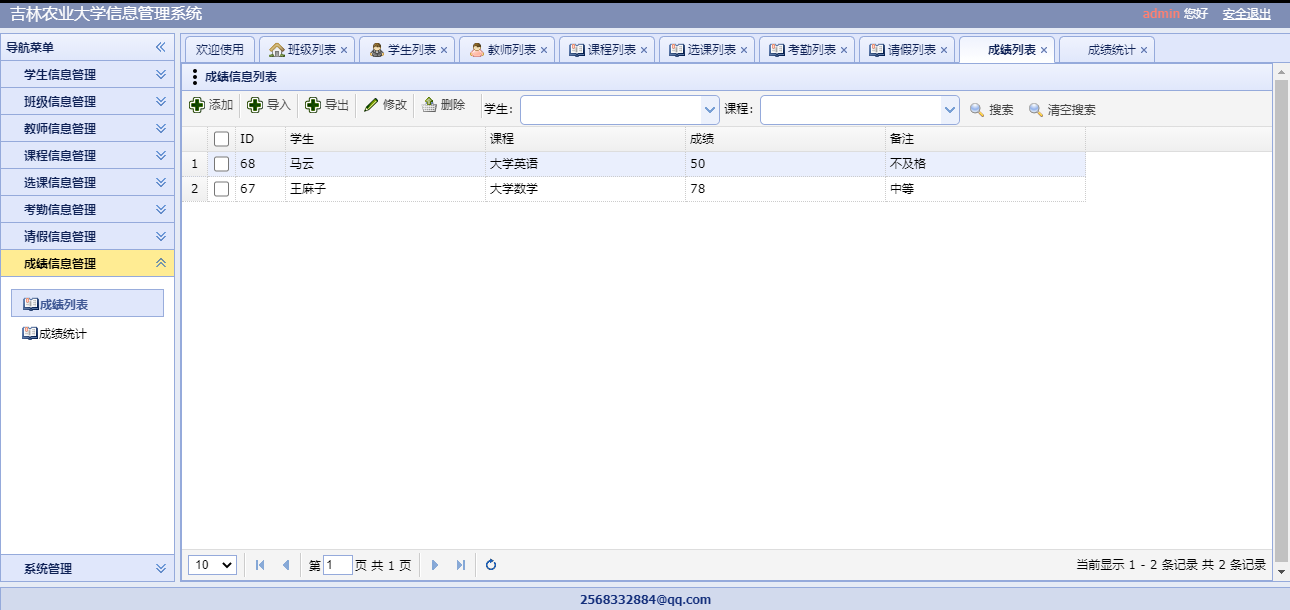 吉林农业大学信息管理系统
admin 您好 安全退出
导航菜单
学生信息管理
班级信息管理
教师信息管理
课程信息管理
选课信息管理
考勤信息管理
请假信息管理
成绩信息管理
成绩列表
成绩统计
系统管理
欢迎使用 班级列表 学生列表 教师列表 课程列表 选课列表 考勤列表 请假列表 成绩列表 成绩统计
成绩信息列表
添加 导入 导出 修改 删除 学生: 课程: 搜索 清空搜索
ID 学生 课程 成绩 备注
1 68 马云 大学英语 50 不及格
2 67 王麻子 大学数学 78 中等
10 第 1 页 共 1 页 当前显示 1 - 2 条记录 共 2 条记录
2568332884@qq.com